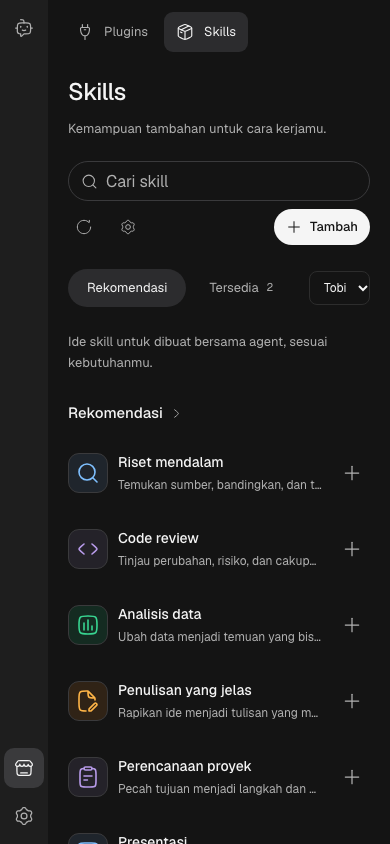 Plugins
Skills
Skills
Kemampuan tambahan untuk cara kerjamu.
Cari skill
Tambah
Rekomendasi
Tersedia 2
Tobi
Ide skill untuk dibuat bersama agent, sesuai
kebutuhanmu.
Rekomendasi
Riset mendalam
Temukan sumber, bandingkan, dan t...
Code review
Tinjau perubahan, risiko, dan cakup...
Analisis data
Ubah data menjadi temuan yang bis...
Penulisan yang jelas
Rapikan ide menjadi tulisan yang m...
Perencanaan proyek
Pecah tujuan menjadi langkah dan ...
Presentasi